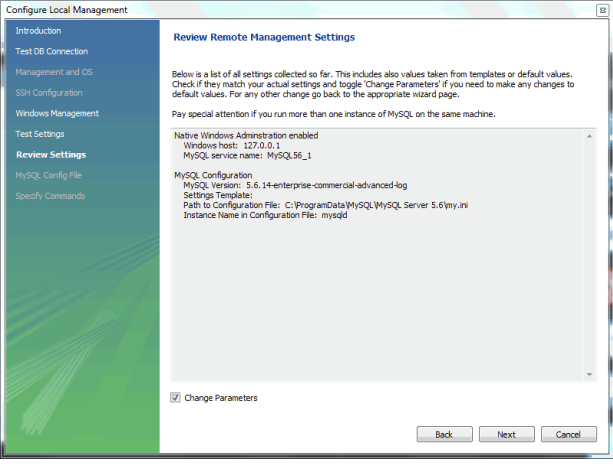 Configure Local Management
Introduction
Test DB Connection
Management and OS
SSH Configuration
Windows Management
Test Settings
Review Settings
MySQL Config File
Specify Commands
Review Remote Management Settings
Below is a list of all settings collected so far. This includes also values taken from templates or default values.
Check if they match your actual settings and toggle 'Change Parameters' if you need to make any changes to
default values. For any other change go back to the appropriate wizard page.
Pay special attention if you run more than one instance of MySQL on the same machine.
Native Windows Adminstration enabled
Windows host: 127.0.0.1
MySQL service name: MySQL56_1
MySQL Configuration
MySQL Version: 5.6.14-enterprise-commercial-advanced-log
Settings Template:
Path to Configuration File: C:\ProgramData\MySQL\MySQL Server 5.6\my.ini
Instance Name in Configuration File: mysqld
Change Parameters
Back Next Cancel